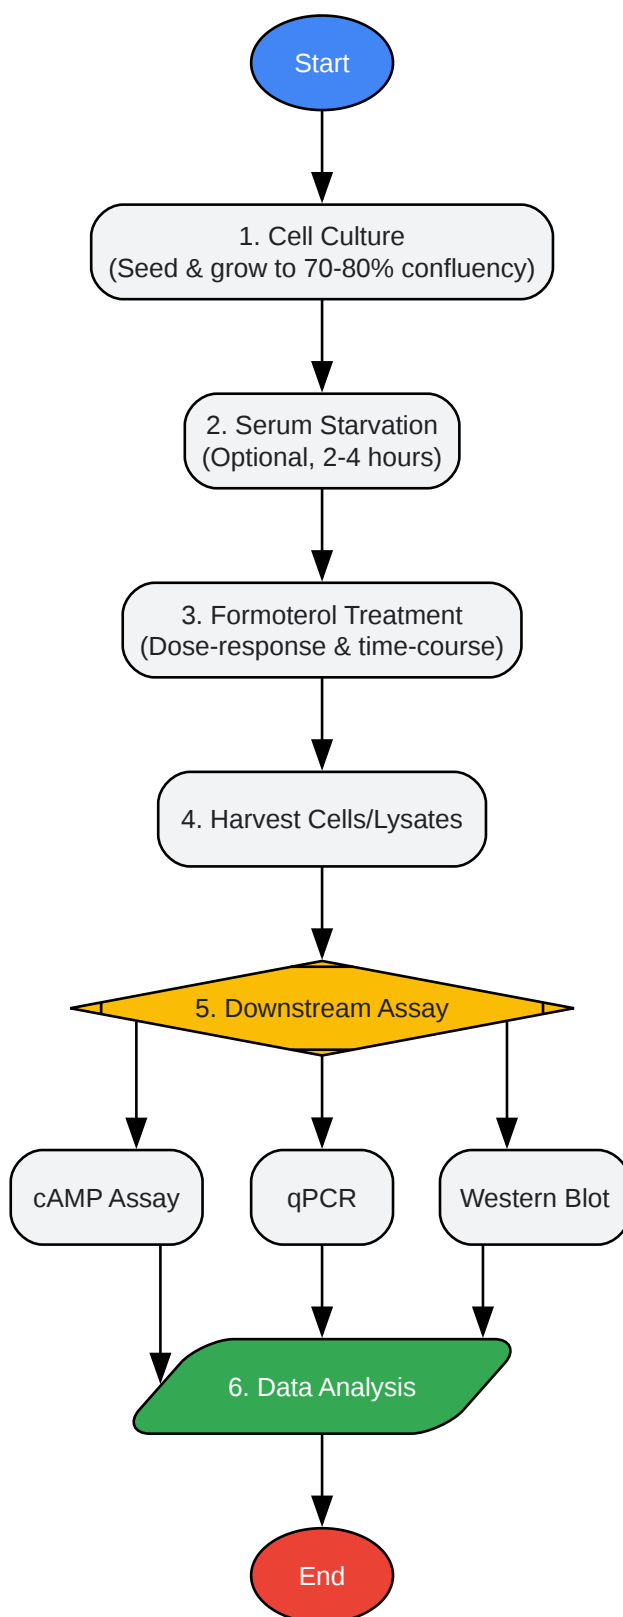 Start
1. Cell Culture
(Seed & grow to 70-80% confluency)
2. Serum Starvation
(Optional, 2-4 hours)
3. Formoterol Treatment
(Dose-response & time-course)
4. Harvest Cells/Lysates
5. Downstream Assay
cAMP Assay
qPCR
Western Blot
6. Data Analysis
End